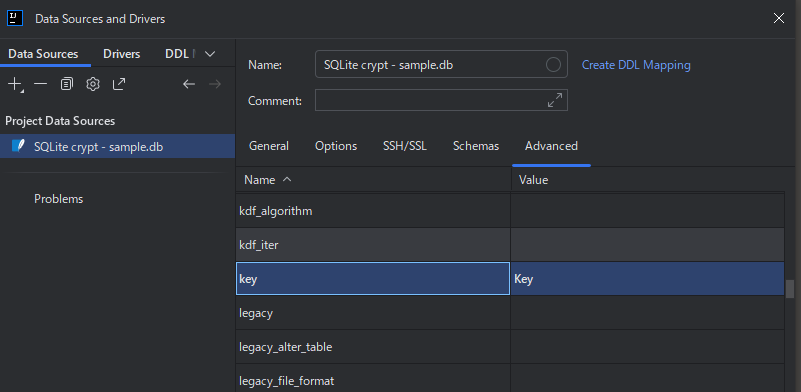 Data Sources and Drivers
Data Sources Drivers DDL
Project Data Sources
SQLite crypt - sample.db
Problems
Name: SQLite crypt - sample.db Create DDL Mapping
Comment:
General Options SSH/SSL Schemas Advanced
Name Value
kdf_algorithm
kdf_iter
key Key
legacy
legacy_alter_table
legacy_file_format